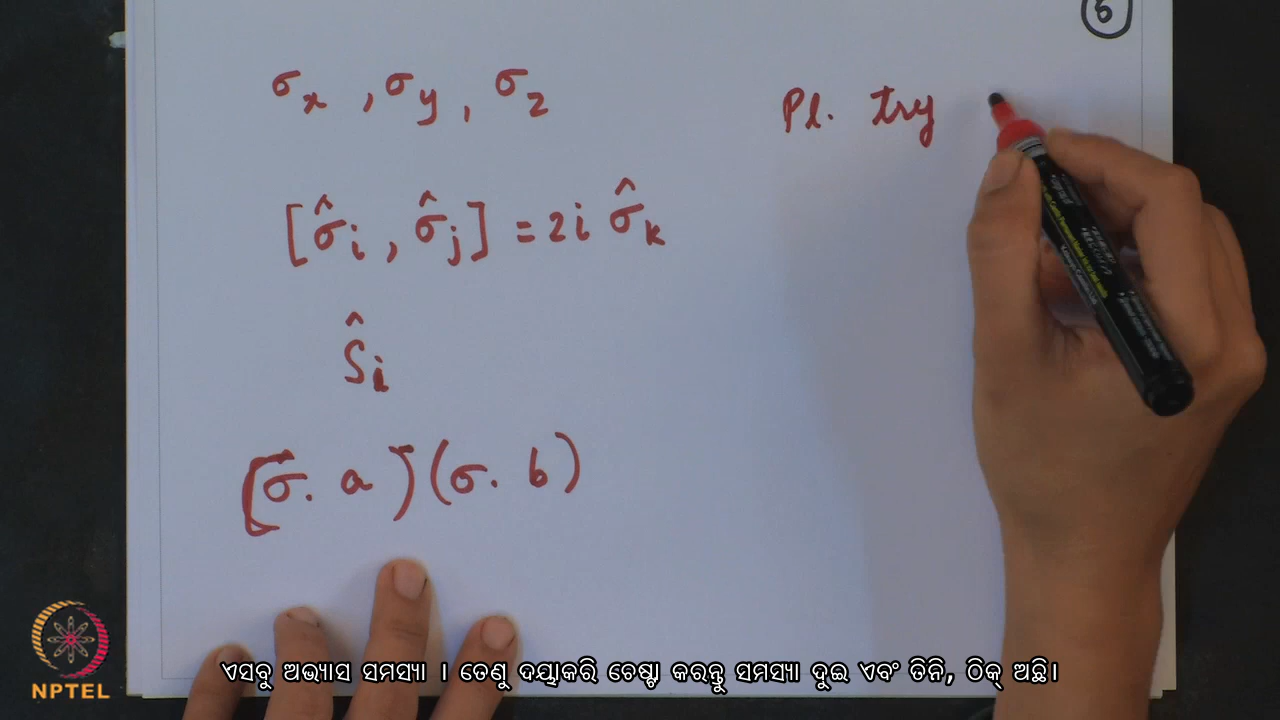 6
σx , σy , σz
Pl. try
[σ̂i , σ̂j] = 2i σ̂k
Ŝi
(σ. a) (σ. b)
ଏସବୁ ଅଭ୍ୟାସ ସମସ୍ୟା । ତେଣୁ ଦୟାକରି ଚେଷ୍ଟା କରନ୍ତୁ ସମସ୍ୟା ଦୁଇ ଏବଂ ତିନି, ଠିକ୍ ଅଛି।
NPTEL